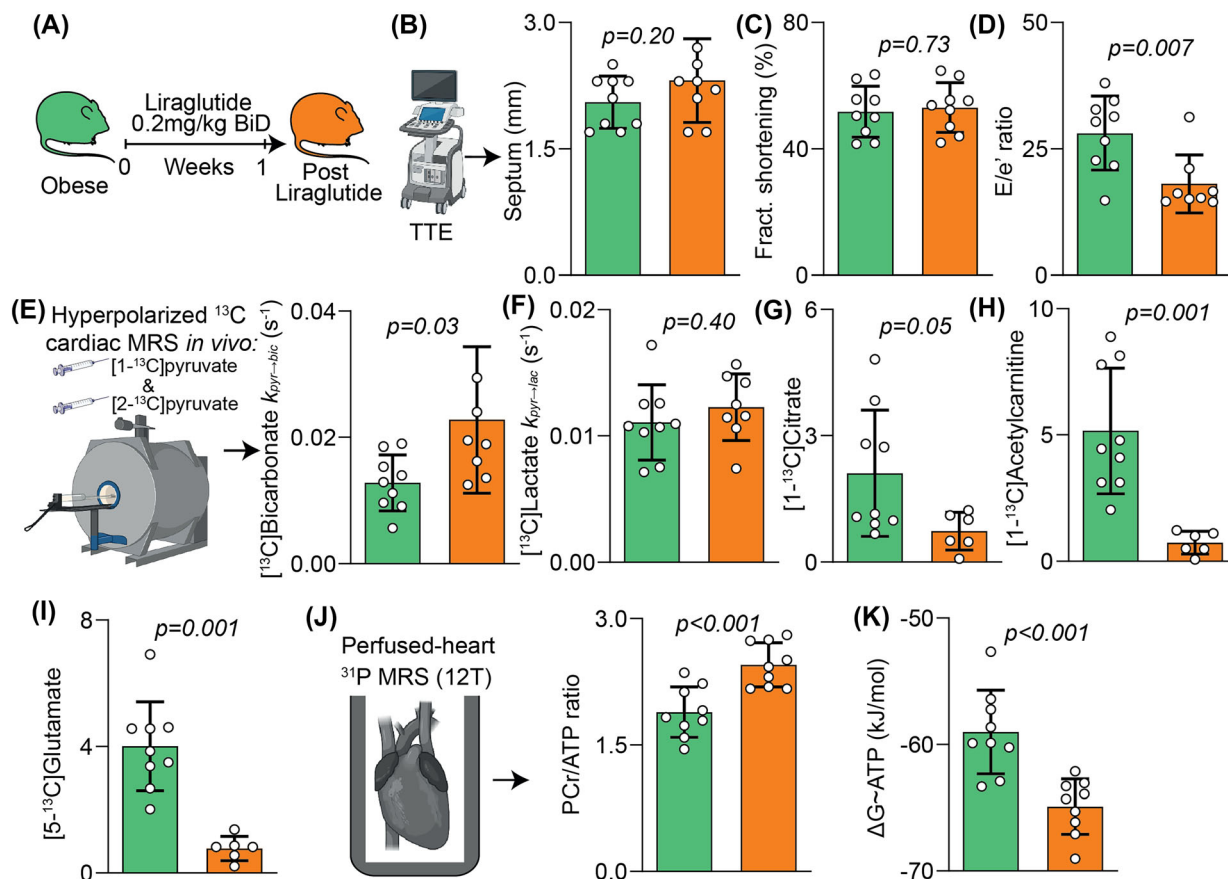 (A)
Obese
Liraglutide
0.2mg/kg BiD
0 Weeks 1
Post
Liraglutide
(B)
TTE
Septum (mm)
3.0
1.5
0.0
p=0.20
(C)
Fract. shortening (%)
80
40
0
p=0.73
(D)
E/e' ratio
50
25
0
p=0.007
(E)
Hyperpolarized ¹³C
cardiac MRS in vivo:
[1-¹³C]pyruvate
&
[2-¹³C]pyruvate
[¹³C]Bicarbonate kpyr→bic (s⁻¹)
0.04
0.02
0.00
p=0.03
(F)
[¹³C]Lactate kpyr→lac (s⁻¹)
0.02
0.01
0.00
p=0.40
(G)
[1-¹³C]Citrate
6
3
0
p=0.05
(H)
[1-¹³C]Acetylcarnitine
10
5
0
p=0.001
(I)
[5-¹³C]Glutamate
8
4
0
p=0.001
(J)
Perfused-heart
³¹P MRS (12T)
PCr/ATP ratio
3.0
1.5
0.0
p<0.001
(K)
ΔG~ATP (kJ/mol)
-50
-60
-70
p<0.001